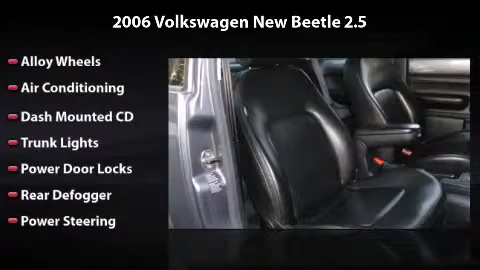 2006 Volkswagen New Beetle 2.5
Alloy Wheels
Air Conditioning
Dash Mounted CD
Trunk Lights
Power Door Locks
Rear Defogger
Power Steering